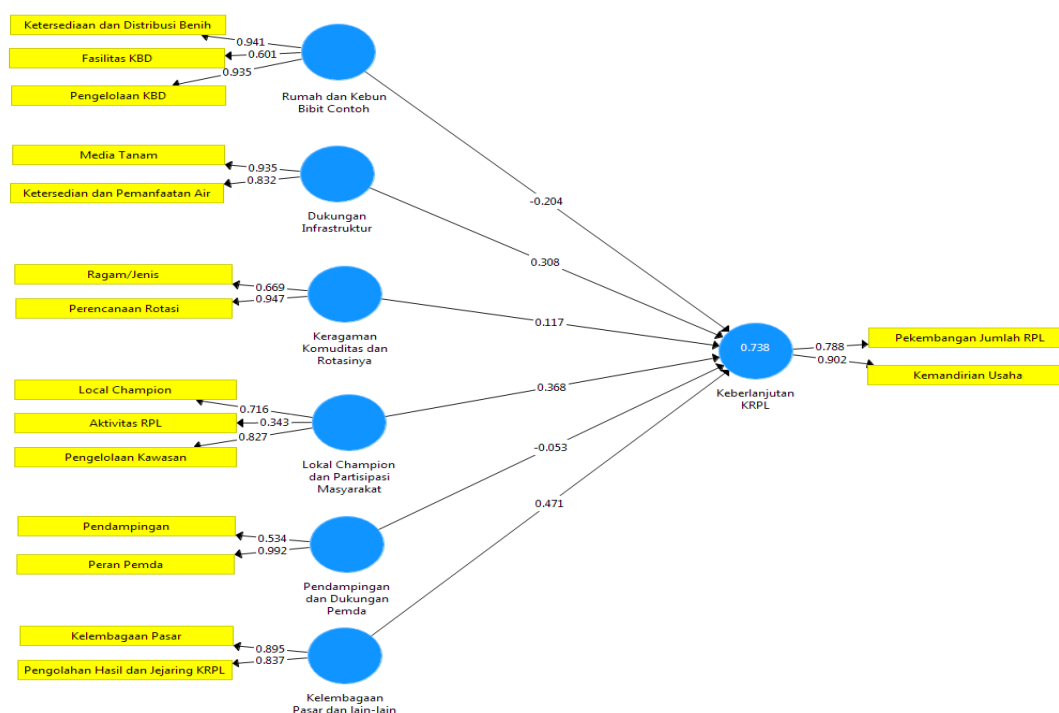 Ketersediaan dan Distribusi Benih
0.941
Fasilitas KBD
0.601
0.935
Pengelolaan KBD
Rumah dan Kebun
Bibit Contoh
Media Tanam
0.935
Ketersedian dan Pemanfaatan Air
0.832
Dukungan
Infrastruktur
Ragam/Jenis
0.669
Perencanaan Rotasi
0.947
Keragaman
Komuditas dan
Rotasinya
Local Champion
0.716
Aktivitas RPL
0.343
0.827
Pengelolaan Kawasan
Lokal Champion
dan Partisipasi
Masyarakat
Pendampingan
0.534
Peran Pemda
0.992
Pendampingan
dan Dukungan
Pemda
Kelembagaan Pasar
0.895
Pengolahan Hasil dan Jejaring KRPL
0.837
Kelembagaan
Pasar dan lain-lain
-0.204
0.308
0.117
0.368
-0.053
0.471
0.738
Keberlanjutan
KRPL
Pekembangan Jumlah RPL
0.788
0.902
Kemandirian Usaha